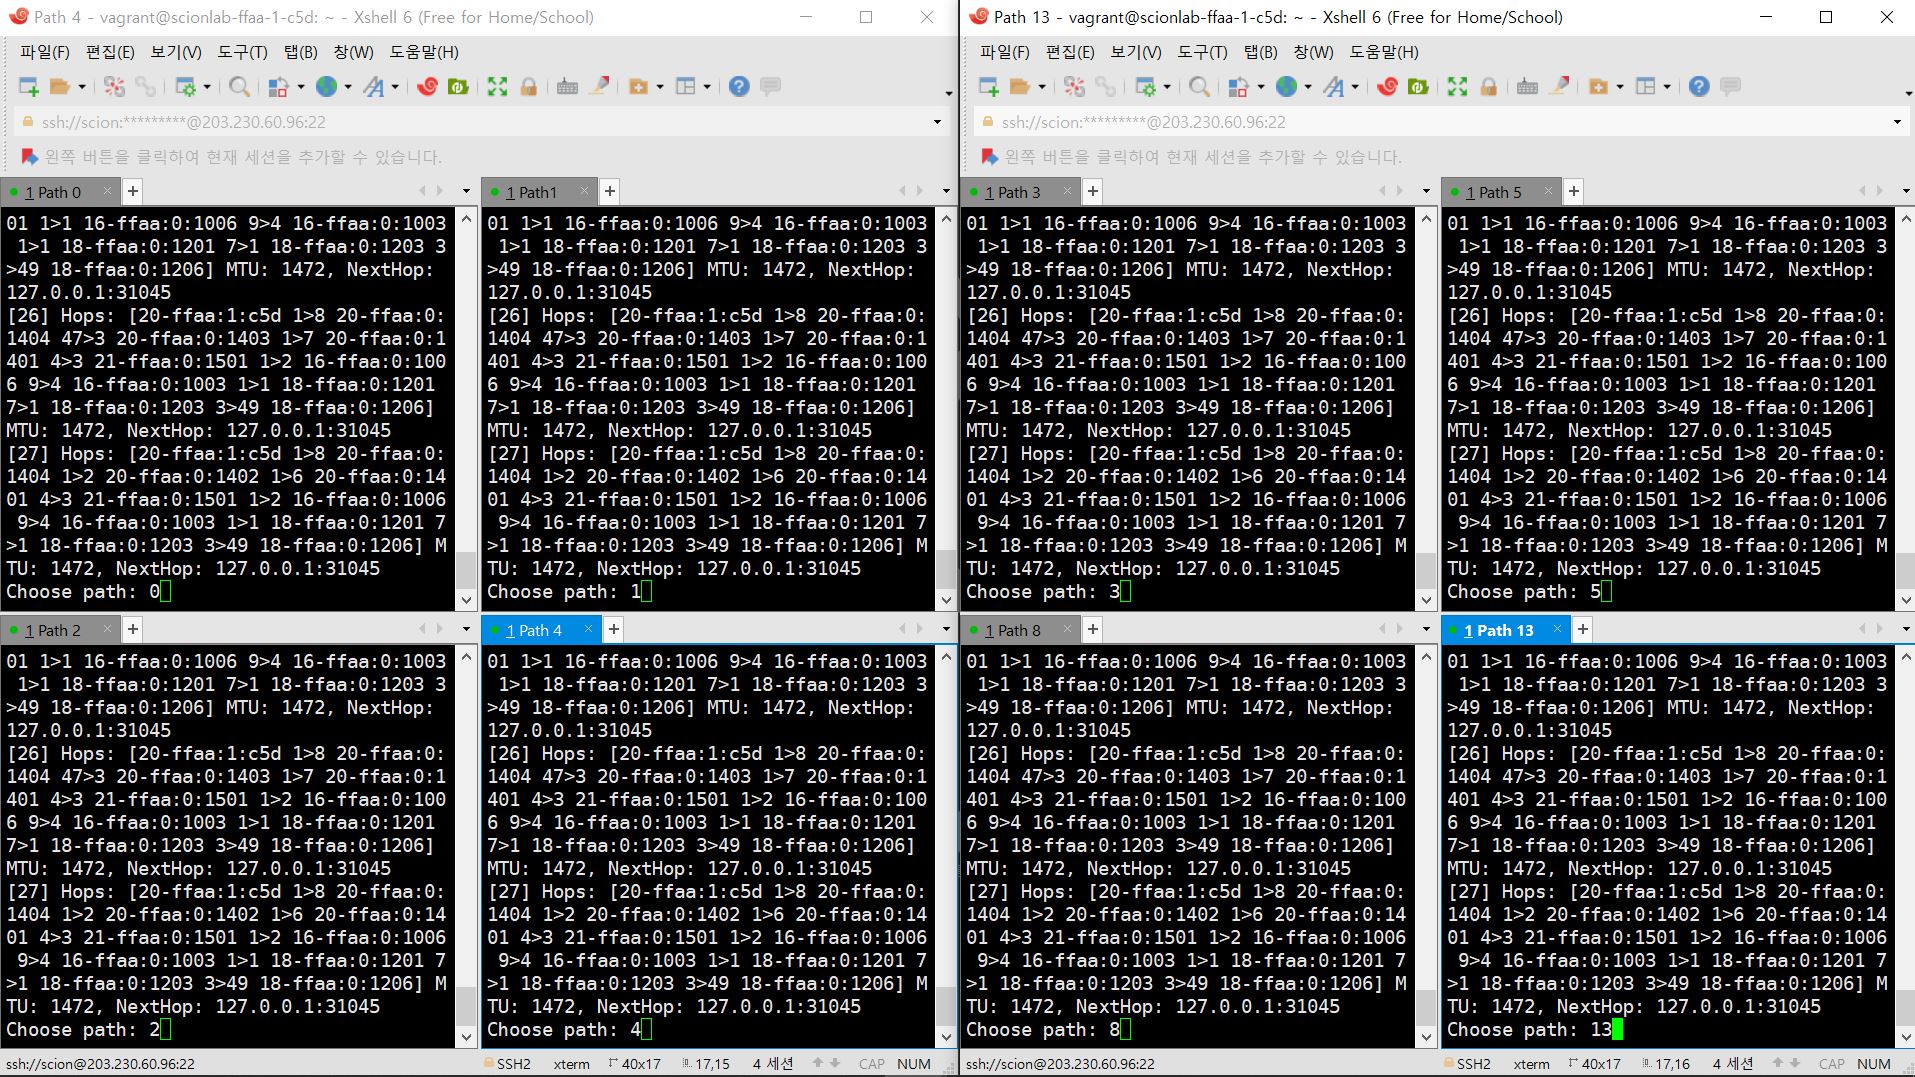 Path 4 - vagrant@scionlab-ffaa-1-c5d: ~ - Xshell 6 (Free for Home/School)
파일(F) 편집(E) 보기(V) 도구(T) 탭(B) 창(W) 도움말(H)
ssh://scion:*********@203.230.60.96:22
왼쪽 버튼을 클릭하여 현재 세션을 추가할 수 있습니다.
1 Path 0
01 1>1 16-ffaa:0:1006 9>4 16-ffaa:0:1003
1>1 18-ffaa:0:1201 7>1 18-ffaa:0:1203 3
>49 18-ffaa:0:1206] MTU: 1472, NextHop:
127.0.0.1:31045
[26] Hops: [20-ffaa:1:c5d 1>8 20-ffaa:0:
1404 47>3 20-ffaa:0:1403 1>7 20-ffaa:0:1
401 4>3 21-ffaa:0:1501 1>2 16-ffaa:0:100
6 9>4 16-ffaa:0:1003 1>1 18-ffaa:0:1201
7>1 18-ffaa:0:1203 3>49 18-ffaa:0:1206]
MTU: 1472, NextHop: 127.0.0.1:31045
[27] Hops: [20-ffaa:1:c5d 1>8 20-ffaa:0:
1404 1>2 20-ffaa:0:1402 1>6 20-ffaa:0:14
01 4>3 21-ffaa:0:1501 1>2 16-ffaa:0:1006
9>4 16-ffaa:0:1003 1>1 18-ffaa:0:1201 7
>1 18-ffaa:0:1203 3>49 18-ffaa:0:1206] M
TU: 1472, NextHop: 127.0.0.1:31045
Choose path: 0
1 Path1
01 1>1 16-ffaa:0:1006 9>4 16-ffaa:0:1003
1>1 18-ffaa:0:1201 7>1 18-ffaa:0:1203 3
>49 18-ffaa:0:1206] MTU: 1472, NextHop:
127.0.0.1:31045
[26] Hops: [20-ffaa:1:c5d 1>8 20-ffaa:0:
1404 47>3 20-ffaa:0:1403 1>7 20-ffaa:0:1
401 4>3 21-ffaa:0:1501 1>2 16-ffaa:0:100
6 9>4 16-ffaa:0:1003 1>1 18-ffaa:0:1201
7>1 18-ffaa:0:1203 3>49 18-ffaa:0:1206]
MTU: 1472, NextHop: 127.0.0.1:31045
[27] Hops: [20-ffaa:1:c5d 1>8 20-ffaa:0:
1404 1>2 20-ffaa:0:1402 1>6 20-ffaa:0:14
01 4>3 21-ffaa:0:1501 1>2 16-ffaa:0:1006
9>4 16-ffaa:0:1003 1>1 18-ffaa:0:1201 7
>1 18-ffaa:0:1203 3>49 18-ffaa:0:1206] M
TU: 1472, NextHop: 127.0.0.1:31045
Choose path: 1
1 Path 2
01 1>1 16-ffaa:0:1006 9>4 16-ffaa:0:1003
1>1 18-ffaa:0:1201 7>1 18-ffaa:0:1203 3
>49 18-ffaa:0:1206] MTU: 1472, NextHop:
127.0.0.1:31045
[26] Hops: [20-ffaa:1:c5d 1>8 20-ffaa:0:
1404 47>3 20-ffaa:0:1403 1>7 20-ffaa:0:1
401 4>3 21-ffaa:0:1501 1>2 16-ffaa:0:100
6 9>4 16-ffaa:0:1003 1>1 18-ffaa:0:1201
7>1 18-ffaa:0:1203 3>49 18-ffaa:0:1206]
MTU: 1472, NextHop: 127.0.0.1:31045
[27] Hops: [20-ffaa:1:c5d 1>8 20-ffaa:0:
1404 1>2 20-ffaa:0:1402 1>6 20-ffaa:0:14
01 4>3 21-ffaa:0:1501 1>2 16-ffaa:0:1006
9>4 16-ffaa:0:1003 1>1 18-ffaa:0:1201 7
>1 18-ffaa:0:1203 3>49 18-ffaa:0:1206] M
TU: 1472, NextHop: 127.0.0.1:31045
Choose path: 2
1 Path 4
01 1>1 16-ffaa:0:1006 9>4 16-ffaa:0:1003
1>1 18-ffaa:0:1201 7>1 18-ffaa:0:1203 3
>49 18-ffaa:0:1206] MTU: 1472, NextHop:
127.0.0.1:31045
[26] Hops: [20-ffaa:1:c5d 1>8 20-ffaa:0:
1404 47>3 20-ffaa:0:1403 1>7 20-ffaa:0:1
401 4>3 21-ffaa:0:1501 1>2 16-ffaa:0:100
6 9>4 16-ffaa:0:1003 1>1 18-ffaa:0:1201
7>1 18-ffaa:0:1203 3>49 18-ffaa:0:1206]
MTU: 1472, NextHop: 127.0.0.1:31045
[27] Hops: [20-ffaa:1:c5d 1>8 20-ffaa:0:
1404 1>2 20-ffaa:0:1402 1>6 20-ffaa:0:14
01 4>3 21-ffaa:0:1501 1>2 16-ffaa:0:1006
9>4 16-ffaa:0:1003 1>1 18-ffaa:0:1201 7
>1 18-ffaa:0:1203 3>49 18-ffaa:0:1206] M
TU: 1472, NextHop: 127.0.0.1:31045
Choose path: 4
ssh://scion@203.230.60.96:22 SSH2 xterm 40x17 17,15 4 세션 CAP NUM
Path 13 - vagrant@scionlab-ffaa-1-c5d: ~ - Xshell 6 (Free for Home/School)
파일(F) 편집(E) 보기(V) 도구(T) 탭(B) 창(W) 도움말(H)
ssh://scion:*********@203.230.60.96:22
왼쪽 버튼을 클릭하여 현재 세션을 추가할 수 있습니다.
1 Path 3
01 1>1 16-ffaa:0:1006 9>4 16-ffaa:0:1003
1>1 18-ffaa:0:1201 7>1 18-ffaa:0:1203 3
>49 18-ffaa:0:1206] MTU: 1472, NextHop:
127.0.0.1:31045
[26] Hops: [20-ffaa:1:c5d 1>8 20-ffaa:0:
1404 47>3 20-ffaa:0:1403 1>7 20-ffaa:0:1
401 4>3 21-ffaa:0:1501 1>2 16-ffaa:0:100
6 9>4 16-ffaa:0:1003 1>1 18-ffaa:0:1201
7>1 18-ffaa:0:1203 3>49 18-ffaa:0:1206]
MTU: 1472, NextHop: 127.0.0.1:31045
[27] Hops: [20-ffaa:1:c5d 1>8 20-ffaa:0:
1404 1>2 20-ffaa:0:1402 1>6 20-ffaa:0:14
01 4>3 21-ffaa:0:1501 1>2 16-ffaa:0:1006
9>4 16-ffaa:0:1003 1>1 18-ffaa:0:1201 7
>1 18-ffaa:0:1203 3>49 18-ffaa:0:1206] M
TU: 1472, NextHop: 127.0.0.1:31045
Choose path: 3
1 Path 5
01 1>1 16-ffaa:0:1006 9>4 16-ffaa:0:1003
1>1 18-ffaa:0:1201 7>1 18-ffaa:0:1203 3
>49 18-ffaa:0:1206] MTU: 1472, NextHop:
127.0.0.1:31045
[26] Hops: [20-ffaa:1:c5d 1>8 20-ffaa:0:
1404 47>3 20-ffaa:0:1403 1>7 20-ffaa:0:1
401 4>3 21-ffaa:0:1501 1>2 16-ffaa:0:100
6 9>4 16-ffaa:0:1003 1>1 18-ffaa:0:1201
7>1 18-ffaa:0:1203 3>49 18-ffaa:0:1206]
MTU: 1472, NextHop: 127.0.0.1:31045
[27] Hops: [20-ffaa:1:c5d 1>8 20-ffaa:0:
1404 1>2 20-ffaa:0:1402 1>6 20-ffaa:0:14
01 4>3 21-ffaa:0:1501 1>2 16-ffaa:0:1006
9>4 16-ffaa:0:1003 1>1 18-ffaa:0:1201 7
>1 18-ffaa:0:1203 3>49 18-ffaa:0:1206] M
TU: 1472, NextHop: 127.0.0.1:31045
Choose path: 5
1 Path 8
01 1>1 16-ffaa:0:1006 9>4 16-ffaa:0:1003
1>1 18-ffaa:0:1201 7>1 18-ffaa:0:1203 3
>49 18-ffaa:0:1206] MTU: 1472, NextHop:
127.0.0.1:31045
[26] Hops: [20-ffaa:1:c5d 1>8 20-ffaa:0:
1404 47>3 20-ffaa:0:1403 1>7 20-ffaa:0:1
401 4>3 21-ffaa:0:1501 1>2 16-ffaa:0:100
6 9>4 16-ffaa:0:1003 1>1 18-ffaa:0:1201
7>1 18-ffaa:0:1203 3>49 18-ffaa:0:1206]
MTU: 1472, NextHop: 127.0.0.1:31045
[27] Hops: [20-ffaa:1:c5d 1>8 20-ffaa:0:
1404 1>2 20-ffaa:0:1402 1>6 20-ffaa:0:14
01 4>3 21-ffaa:0:1501 1>2 16-ffaa:0:1006
9>4 16-ffaa:0:1003 1>1 18-ffaa:0:1201 7
>1 18-ffaa:0:1203 3>49 18-ffaa:0:1206] M
TU: 1472, NextHop: 127.0.0.1:31045
Choose path: 8
1 Path 13
01 1>1 16-ffaa:0:1006 9>4 16-ffaa:0:1003
1>1 18-ffaa:0:1201 7>1 18-ffaa:0:1203 3
>49 18-ffaa:0:1206] MTU: 1472, NextHop:
127.0.0.1:31045
[26] Hops: [20-ffaa:1:c5d 1>8 20-ffaa:0:
1404 47>3 20-ffaa:0:1403 1>7 20-ffaa:0:1
401 4>3 21-ffaa:0:1501 1>2 16-ffaa:0:100
6 9>4 16-ffaa:0:1003 1>1 18-ffaa:0:1201
7>1 18-ffaa:0:1203 3>49 18-ffaa:0:1206]
MTU: 1472, NextHop: 127.0.0.1:31045
[27] Hops: [20-ffaa:1:c5d 1>8 20-ffaa:0:
1404 1>2 20-ffaa:0:1402 1>6 20-ffaa:0:14
01 4>3 21-ffaa:0:1501 1>2 16-ffaa:0:1006
9>4 16-ffaa:0:1003 1>1 18-ffaa:0:1201 7
>1 18-ffaa:0:1203 3>49 18-ffaa:0:1206] M
TU: 1472, NextHop: 127.0.0.1:31045
Choose path: 13
ssh://scion@203.230.60.96:22 SSH2 xterm 40x17 17,16 4 세션 CAP NUM